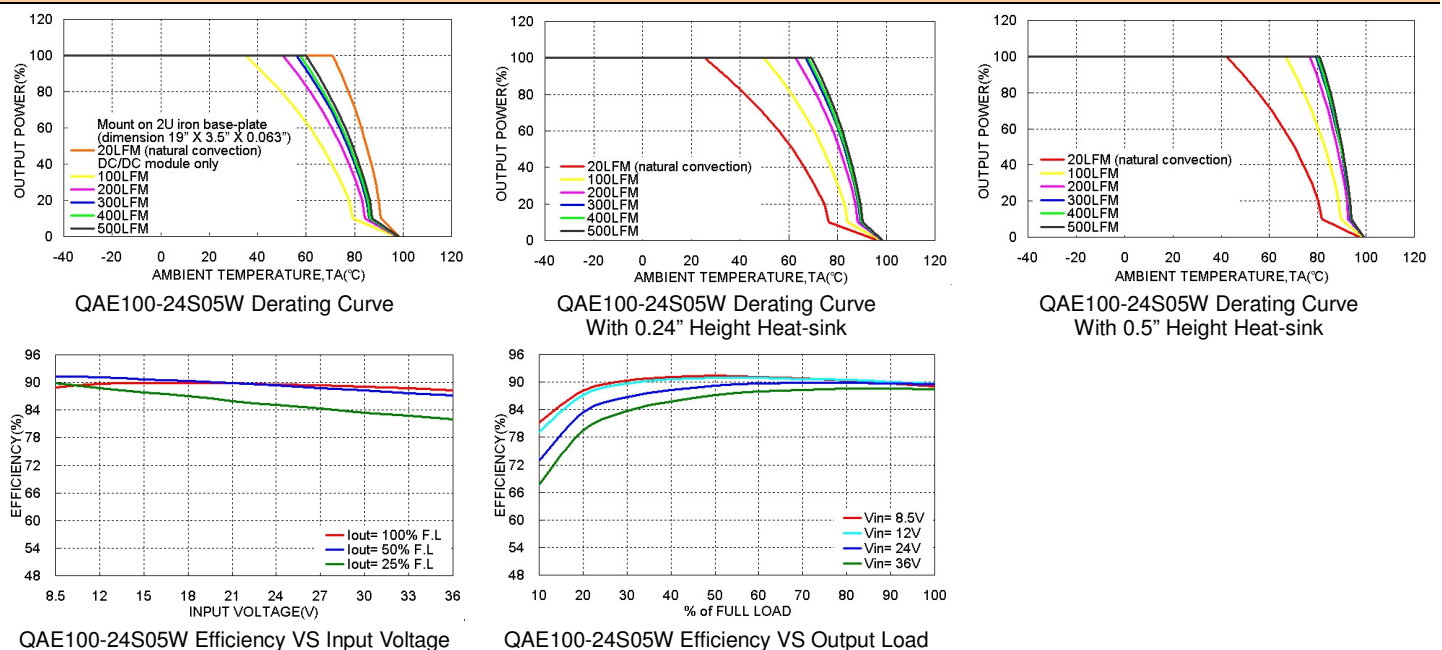 120
100
80
60
40
20
0
OUTPUT POWER(%)
Mount on 2U iron base-plate
(dimension 19” X 3.5” X 0.063”)
20LFM (natural convection)
DC/DC module only
100LFM
200LFM
300LFM
400LFM
500LFM
-40 -20 0 20 40 60 80 100 120
AMBIENT TEMPERATURE,TA(℃)
QAE100-24S05W Derating Curve
120
100
80
60
40
20
0
OUTPUT POWER(%)
20LFM (natural convection)
100LFM
200LFM
300LFM
400LFM
500LFM
-40 -20 0 20 40 60 80 100 120
AMBIENT TEMPERATURE,TA(℃)
QAE100-24S05W Derating Curve
With 0.24” Height Heat-sink
120
100
80
60
40
20
0
OUTPUT POWER(%)
20LFM (natural convection)
100LFM
200LFM
300LFM
400LFM
500LFM
-40 -20 0 20 40 60 80 100 120
AMBIENT TEMPERATURE,TA(℃)
QAE100-24S05W Derating Curve
With 0.5” Height Heat-sink
96
90
84
78
72
66
60
54
48
EFFICIENCY(%)
Iout= 100% F.L
Iout= 50% F.L
Iout= 25% F.L
8.5 12 15 18 21 24 27 30 33 36
INPUT VOLTAGE(V)
QAE100-24S05W Efficiency VS Input Voltage
96
90
84
78
72
66
60
54
48
EFFICIENCY(%)
Vin= 8.5V
Vin= 12V
Vin= 24V
Vin= 36V
10 20 30 40 50 60 70 80 90 100
% of FULL LOAD
QAE100-24S05W Efficiency VS Output Load